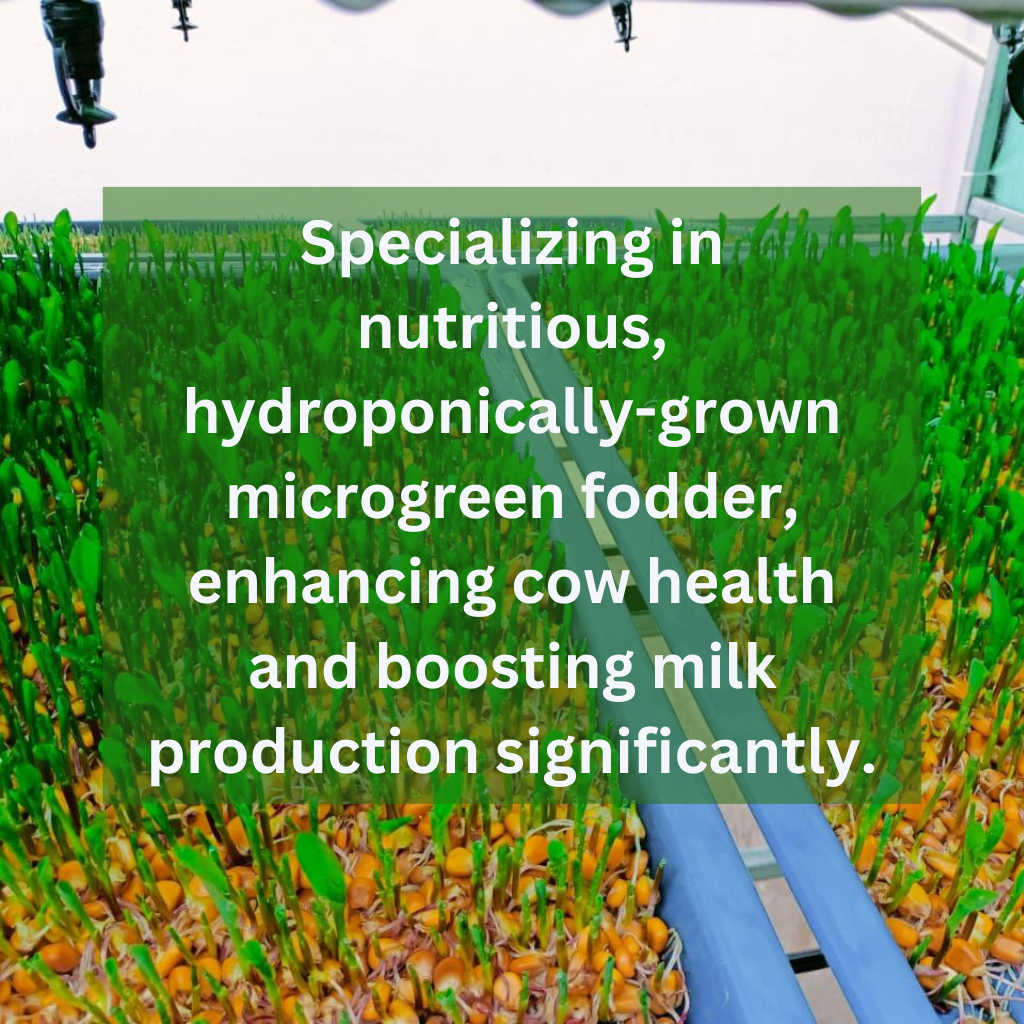 Specializing in
nutritious,
hydroponically-grown
microgreen fodder,
enhancing cow health
and boosting milk
production significantly.